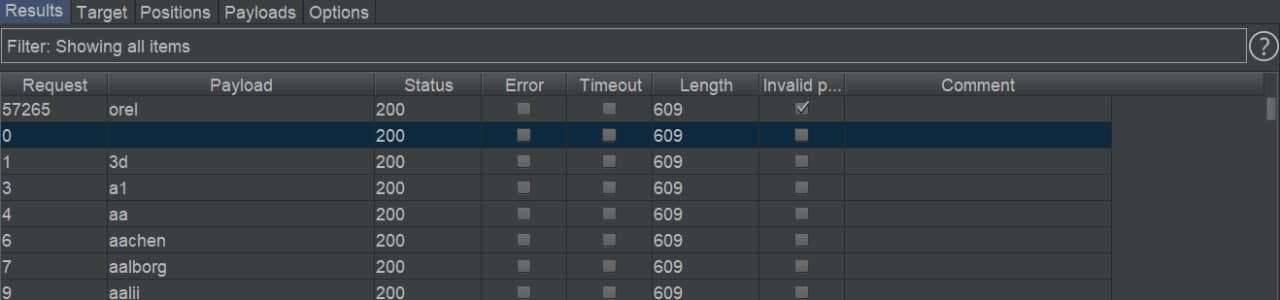 Results Target Positions Payloads Options
Filter: Showing all items ?
Request Payload Status Error Timeout Length Invalid p... Comment
57265 orel 200 609
0 200 609
1 3d 200 609
3 a1 200 609
4 aa 200 609
6 aachen 200 609
7 aalborg 200 609
9 aalii 200 609